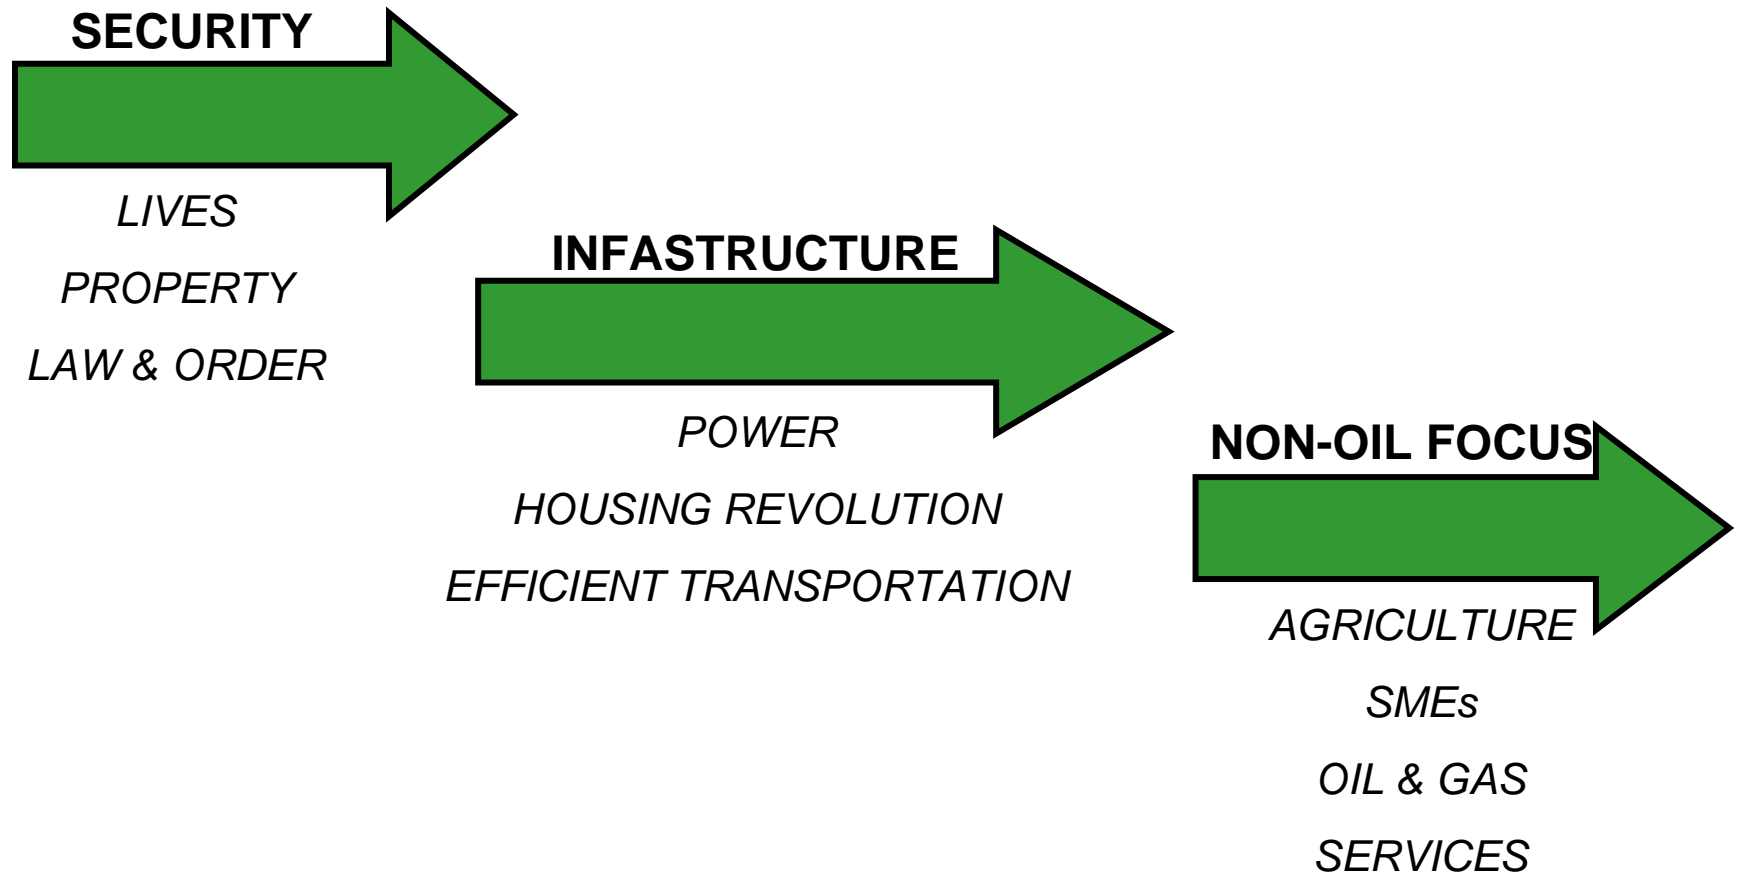 SECURITY
LIVES
PROPERTY
LAW & ORDER
INFASTRUCTURE
POWER
HOUSING REVOLUTION
EFFICIENT TRANSPORTATION
NON-OIL FOCUS
AGRICULTURE
SMEs
OIL & GAS
SERVICES